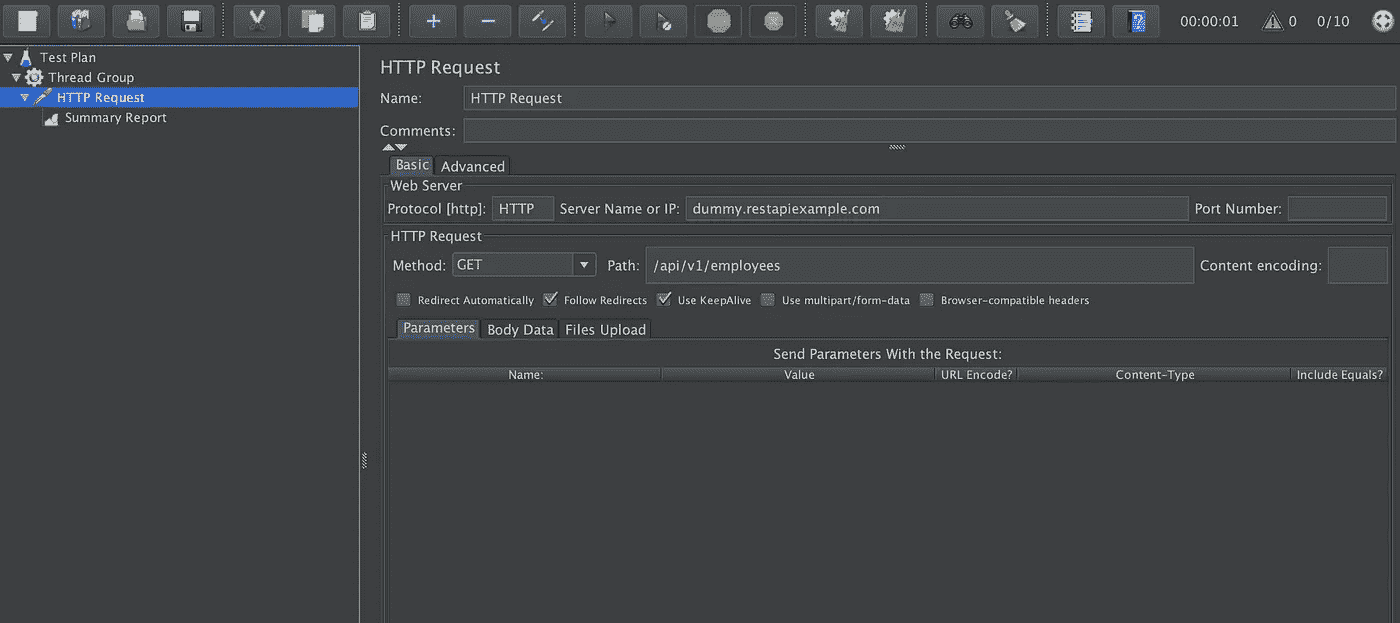 00:00:01 0 0/10
Test Plan
Thread Group
HTTP Request
Summary Report
HTTP Request
Name: HTTP Request
Comments:
Basic Advanced
Web Server
Protocol [http]: HTTP Server Name or IP: dummy.restapiexample.com Port Number:
HTTP Request
Method: GET Path: /api/v1/employees Content encoding:
Redirect Automatically Follow Redirects Use KeepAlive Use multipart/form-data Browser-compatible headers
Parameters Body Data Files Upload
Send Parameters With the Request:
Name: Value URL Encode? Content-Type Include Equals?